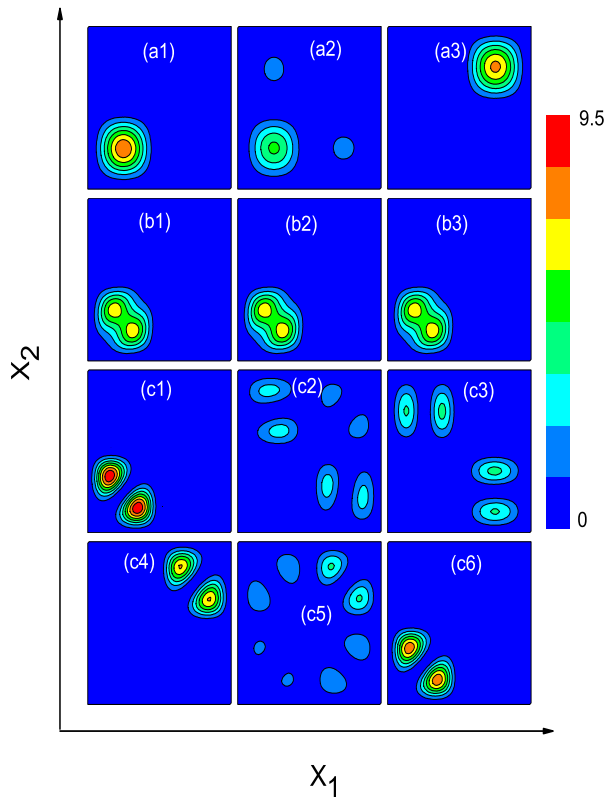 (a1) (a2) (a3)
9.5
(b1) (b2) (b3)
X2
(c1) (c2) (c3)
0
(c4) (c5) (c6)
X1